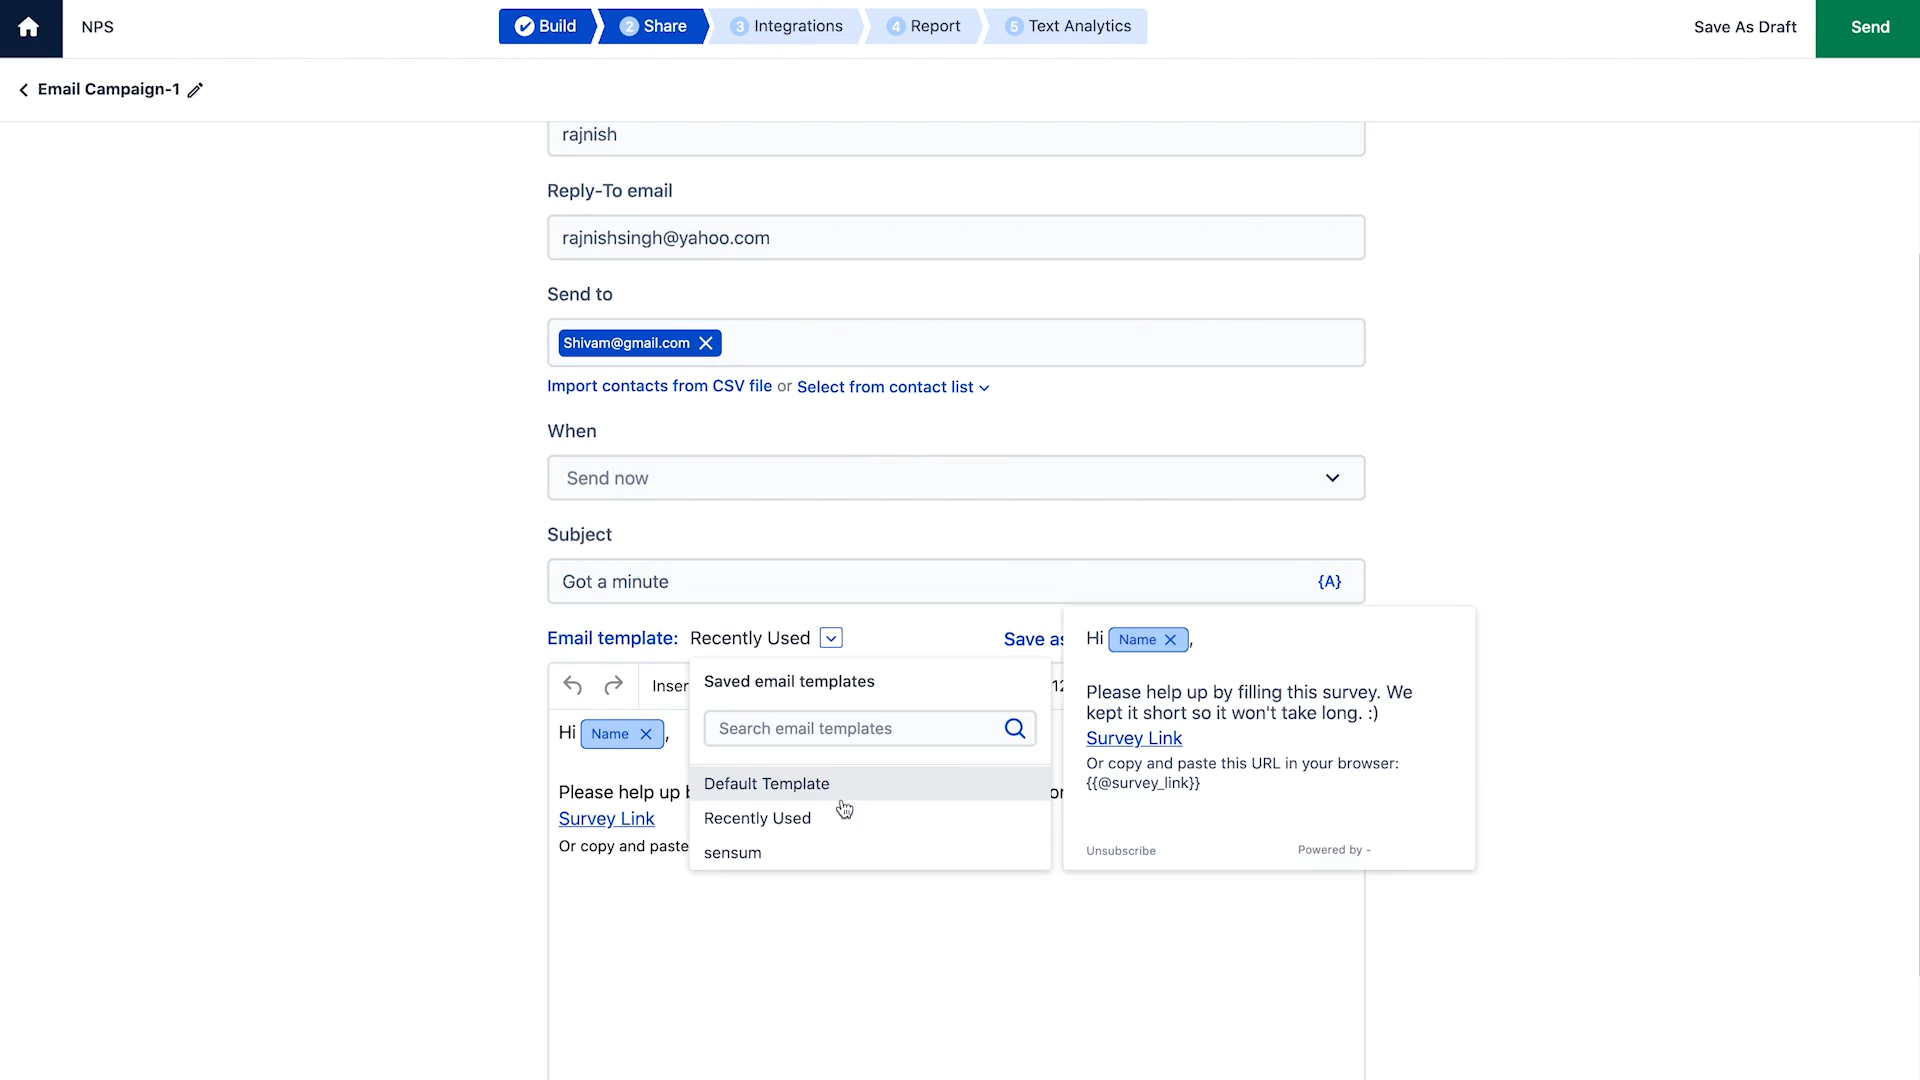 NPS
Build
2 Share
3 Integrations
4 Report
5 Text Analytics
Save As Draft
Send
Email Campaign-1
rajnish
Reply-To email
rajnishsingh@yahoo.com
Send to
Shivam@gmail.com
Import contacts from CSV file or Select from contact list
When
Send now
Subject
Got a minute
{A}
Email template: Recently Used
Save as
Inser
12
Hi Name ,
Please help up b
or
Survey Link
Or copy and paste
Saved email templates
Search email templates
Default Template
Recently Used
sensum
Hi Name ,
Please help up by filling this survey. We
kept it short so it won't take long. :)
Survey Link
Or copy and paste this URL in your browser:
{{@survey_link}}
Unsubscribe
Powered by -